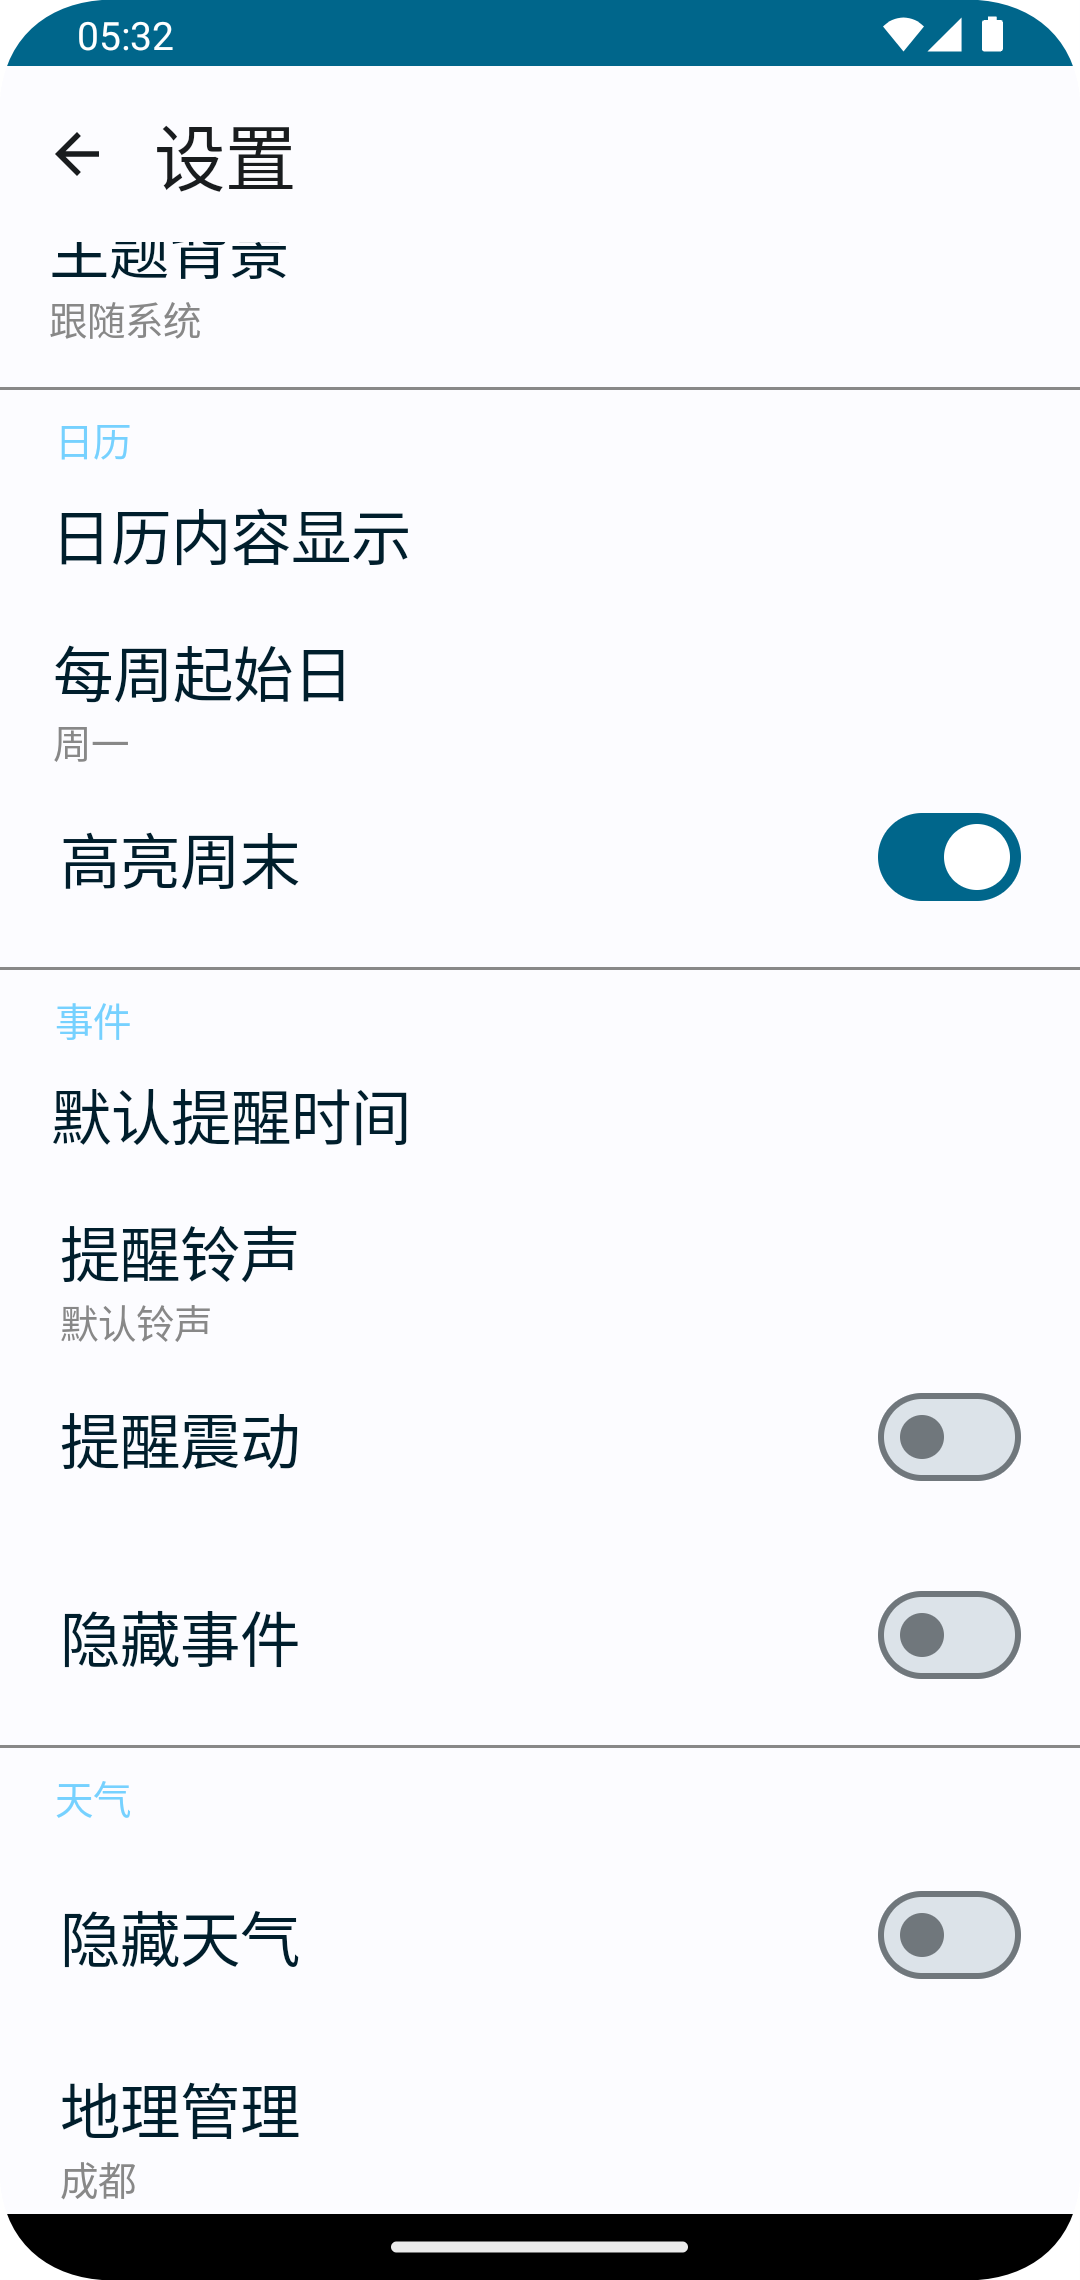 05:32
设置
主题背景
跟随系统
日历
日历内容显示
每周起始日
周一
高亮周末
事件
默认提醒时间
提醒铃声
默认铃声
提醒震动
隐藏事件
天气
隐藏天气
地理管理
成都